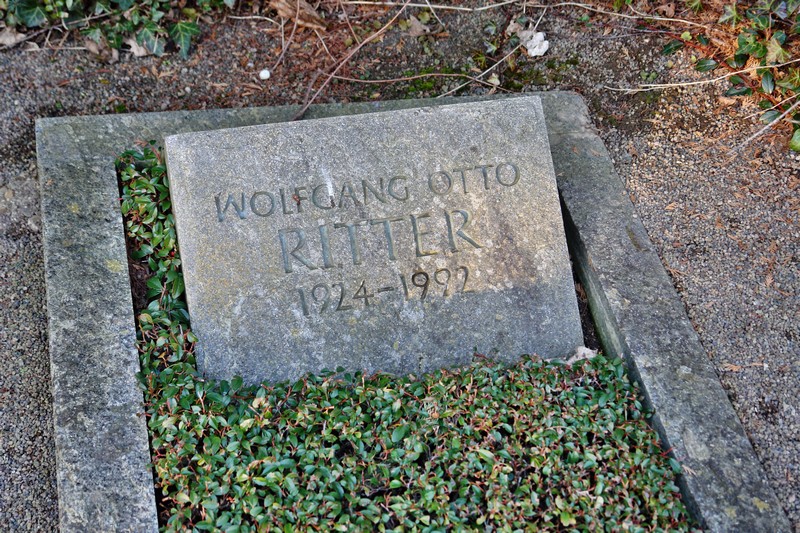 WOLFGANG OTTO
RITTER
1924-1992